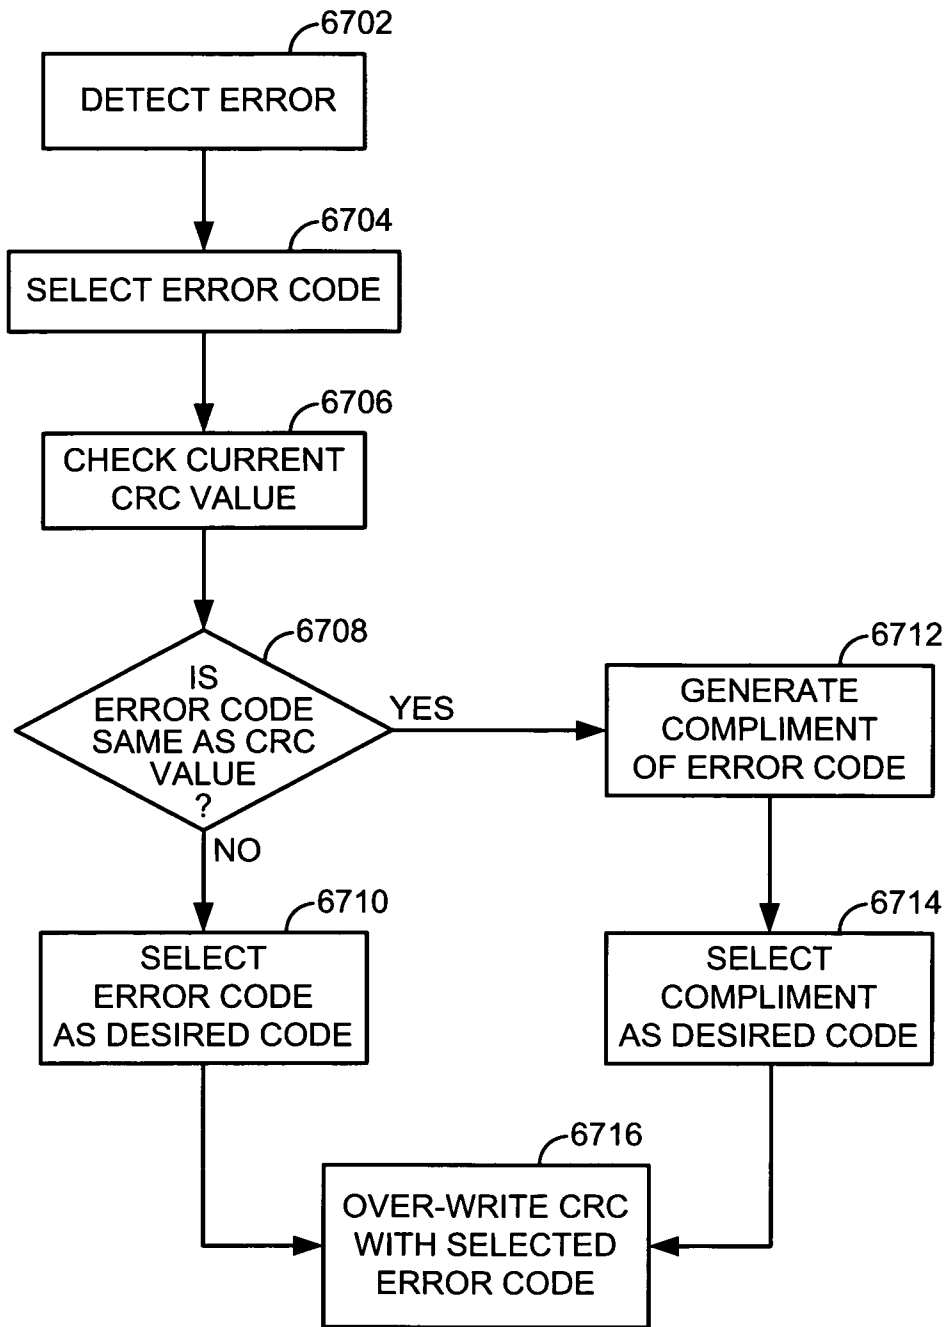 6702
DETECT ERROR
6704
SELECT ERROR CODE
6706
CHECK CURRENT
CRC VALUE
6708
IS
ERROR CODE
SAME AS CRC
VALUE
?
YES
NO
6712
GENERATE
COMPLIMENT
OF ERROR CODE
6710
SELECT
ERROR CODE
AS DESIRED CODE
6714
SELECT
COMPLIMENT
AS DESIRED CODE
6716
OVER-WRITE CRC
WITH SELECTED
ERROR CODE